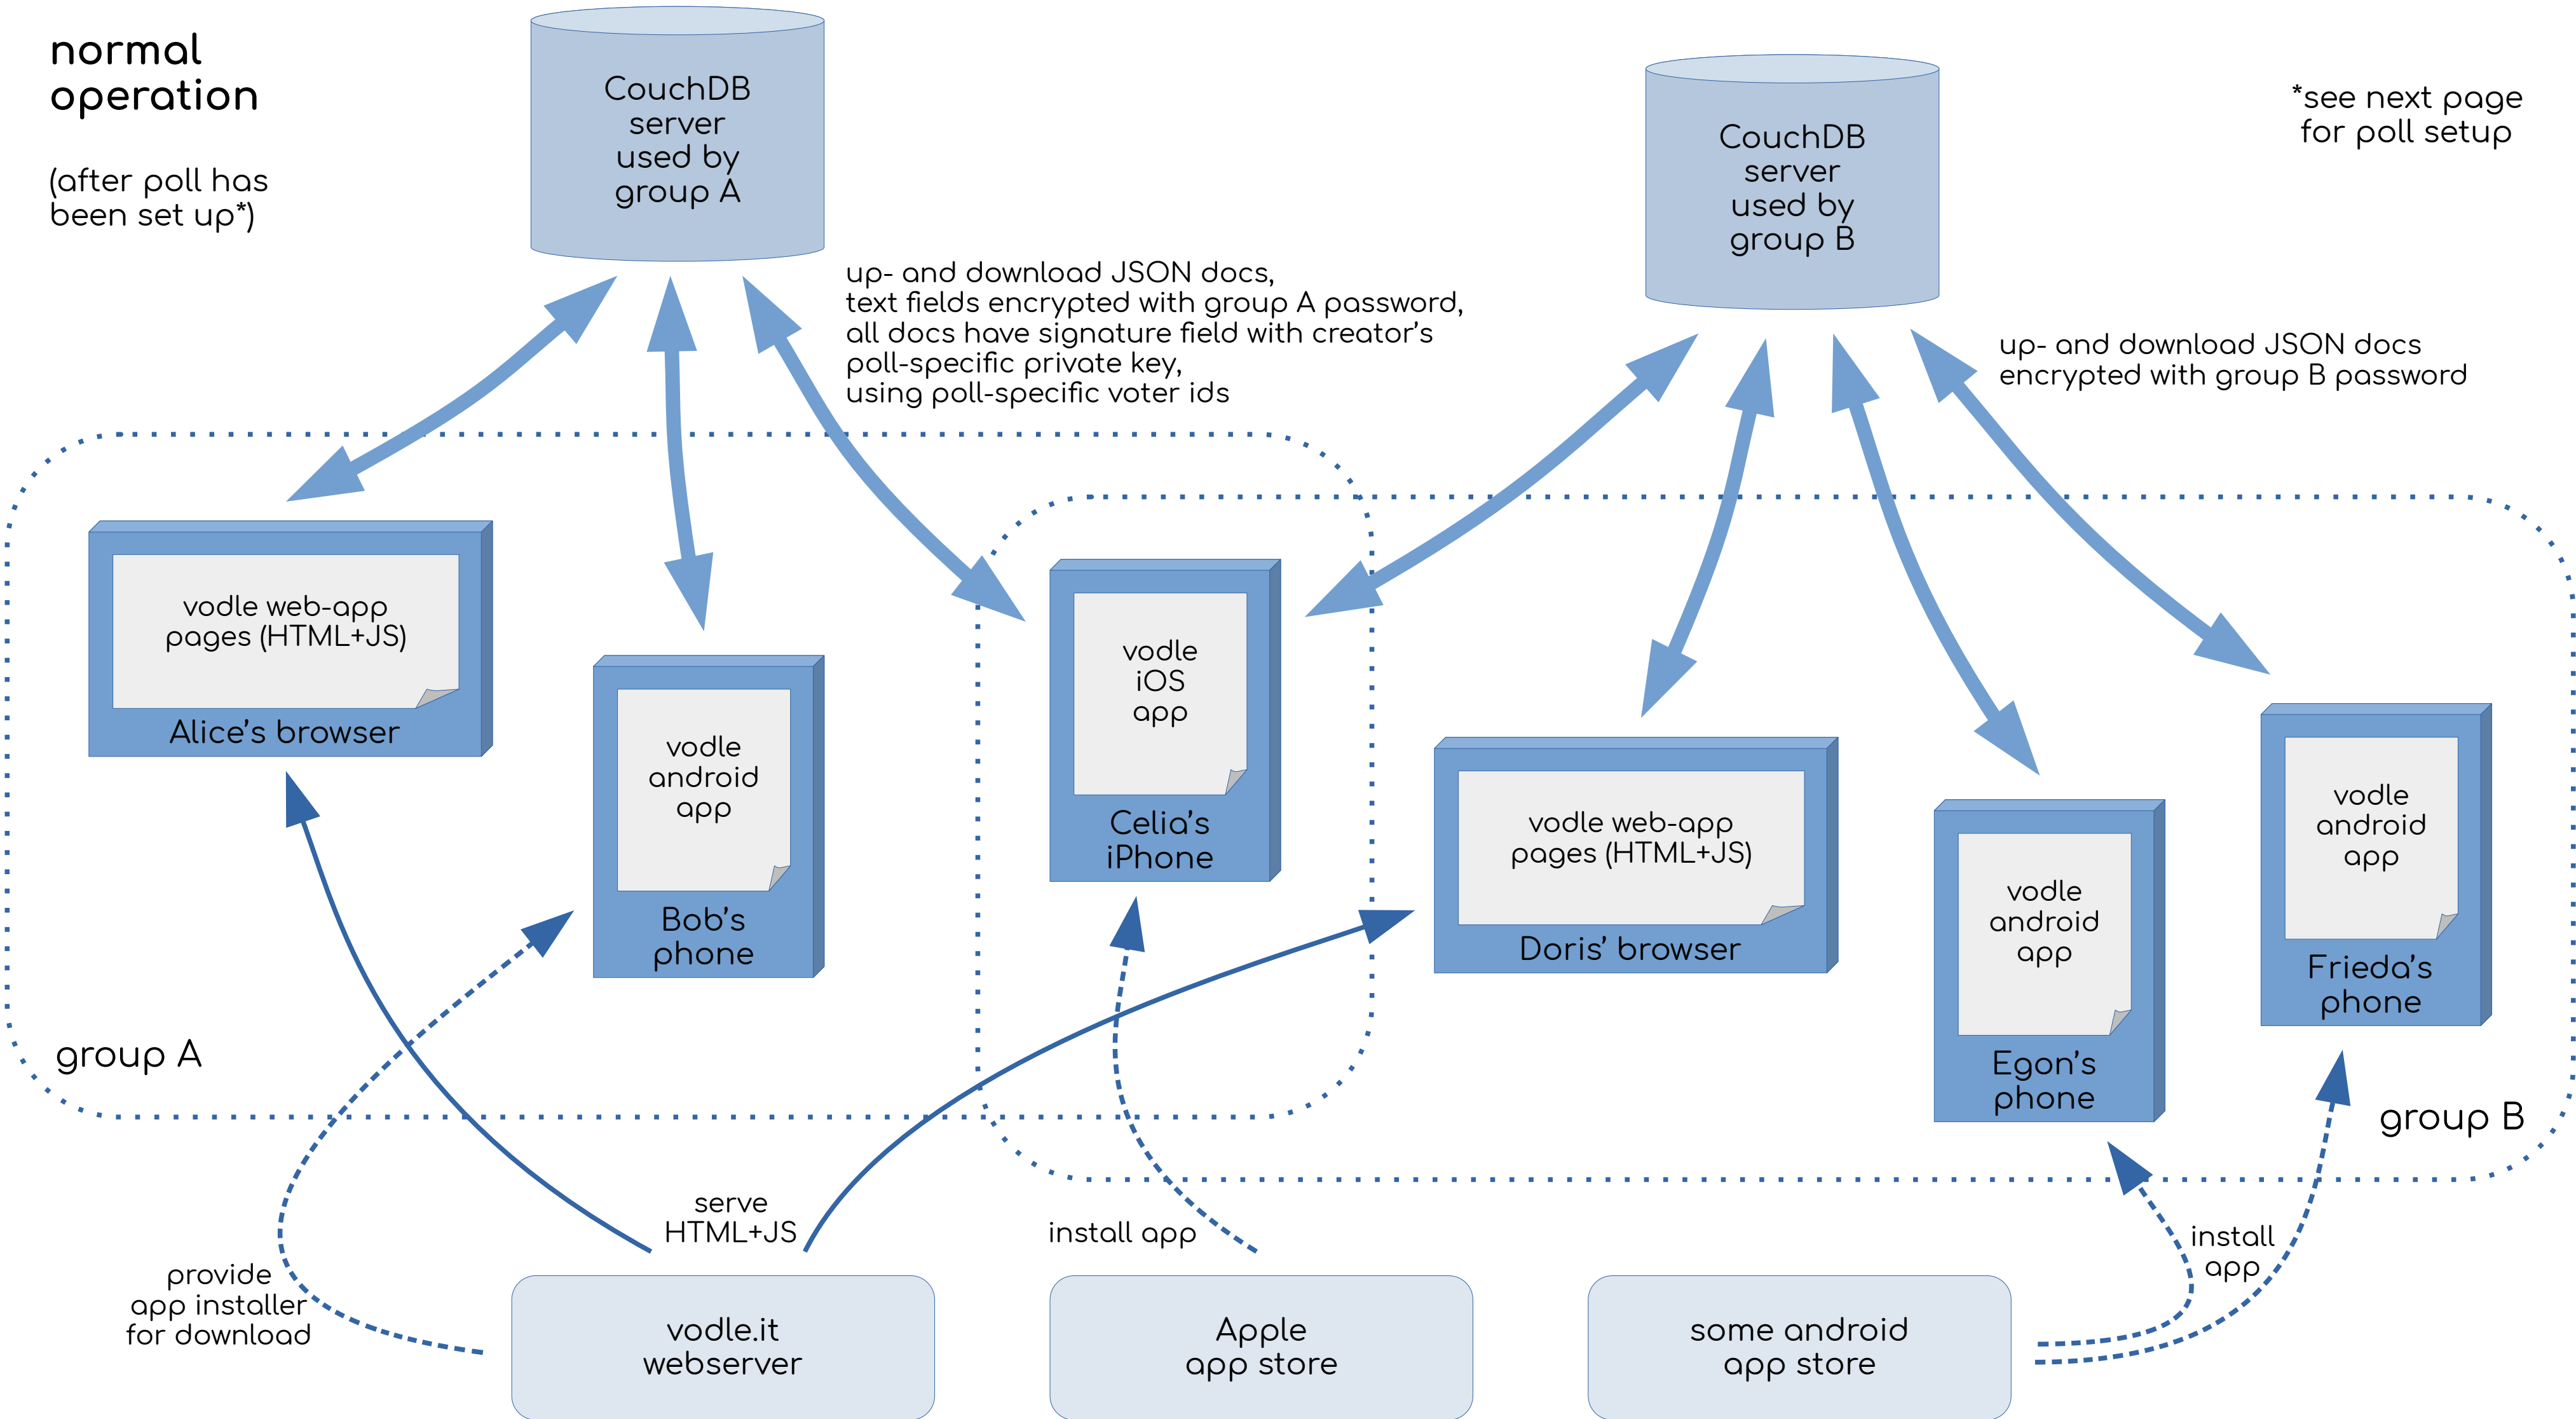 normal
operation
(after poll has
been set up*)
CouchDB
server
used by
group A
CouchDB
server
used by
group B
*see next page
for poll setup
up- and download JSON docs,
text fields encrypted with group A password,
all docs have signature field with creator’s
poll-specific private key,
using poll-specific voter ids
up- and download JSON docs
encrypted with group B password
vodle web-app
pages (HTML+JS)
Alice’s browser
vodle
android
app
Bob’s
phone
vodle
iOS
app
Celia’s
iPhone
vodle web-app
pages (HTML+JS)
Doris’ browser
vodle
android
app
Egon’s
phone
vodle
android
app
Frieda’s
phone
group A
group B
provide
app installer
for download
serve
HTML+JS
install app
install
app
vodle.it
webserver
Apple
app store
some android
app store